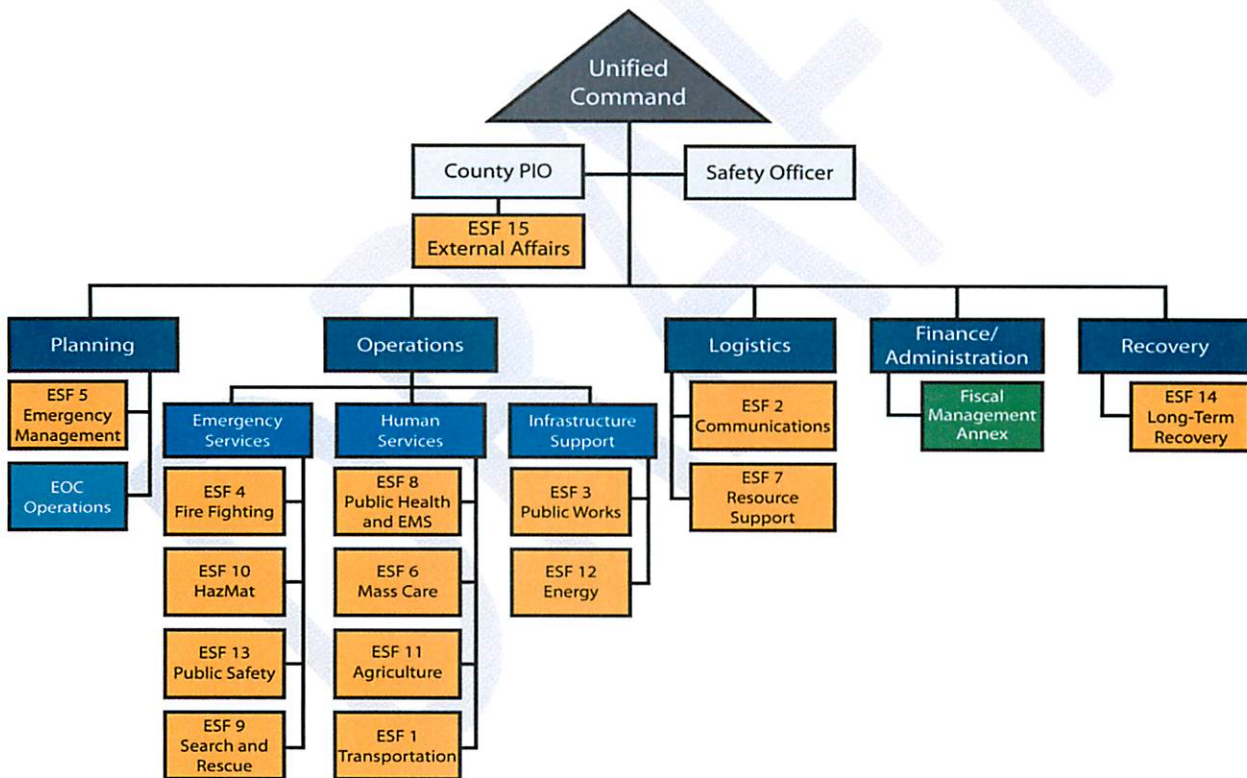 Unified
Command
County PIO
Safety Officer
ESF 15
External Affairs
Planning
Operations
Logistics
Finance/
Administration
Recovery
ESF 5
Emergency
Management
EOC
Operations
Emergency
Services
ESF 4
Fire Fighting
ESF 10
HazMat
ESF 13
Public Safety
ESF 9
Search and
Rescue
Human
Services
ESF 8
Public Health
and EMS
ESF 6
Mass Care
ESF 11
Agriculture
ESF 1
Transportation
Infrastructure
Support
ESF 3
Public Works
ESF 12
Energy
ESF 2
Communications
ESF 7
Resource
Support
Fiscal
Management
Annex
ESF 14
Long-Term
Recovery
DRAFT